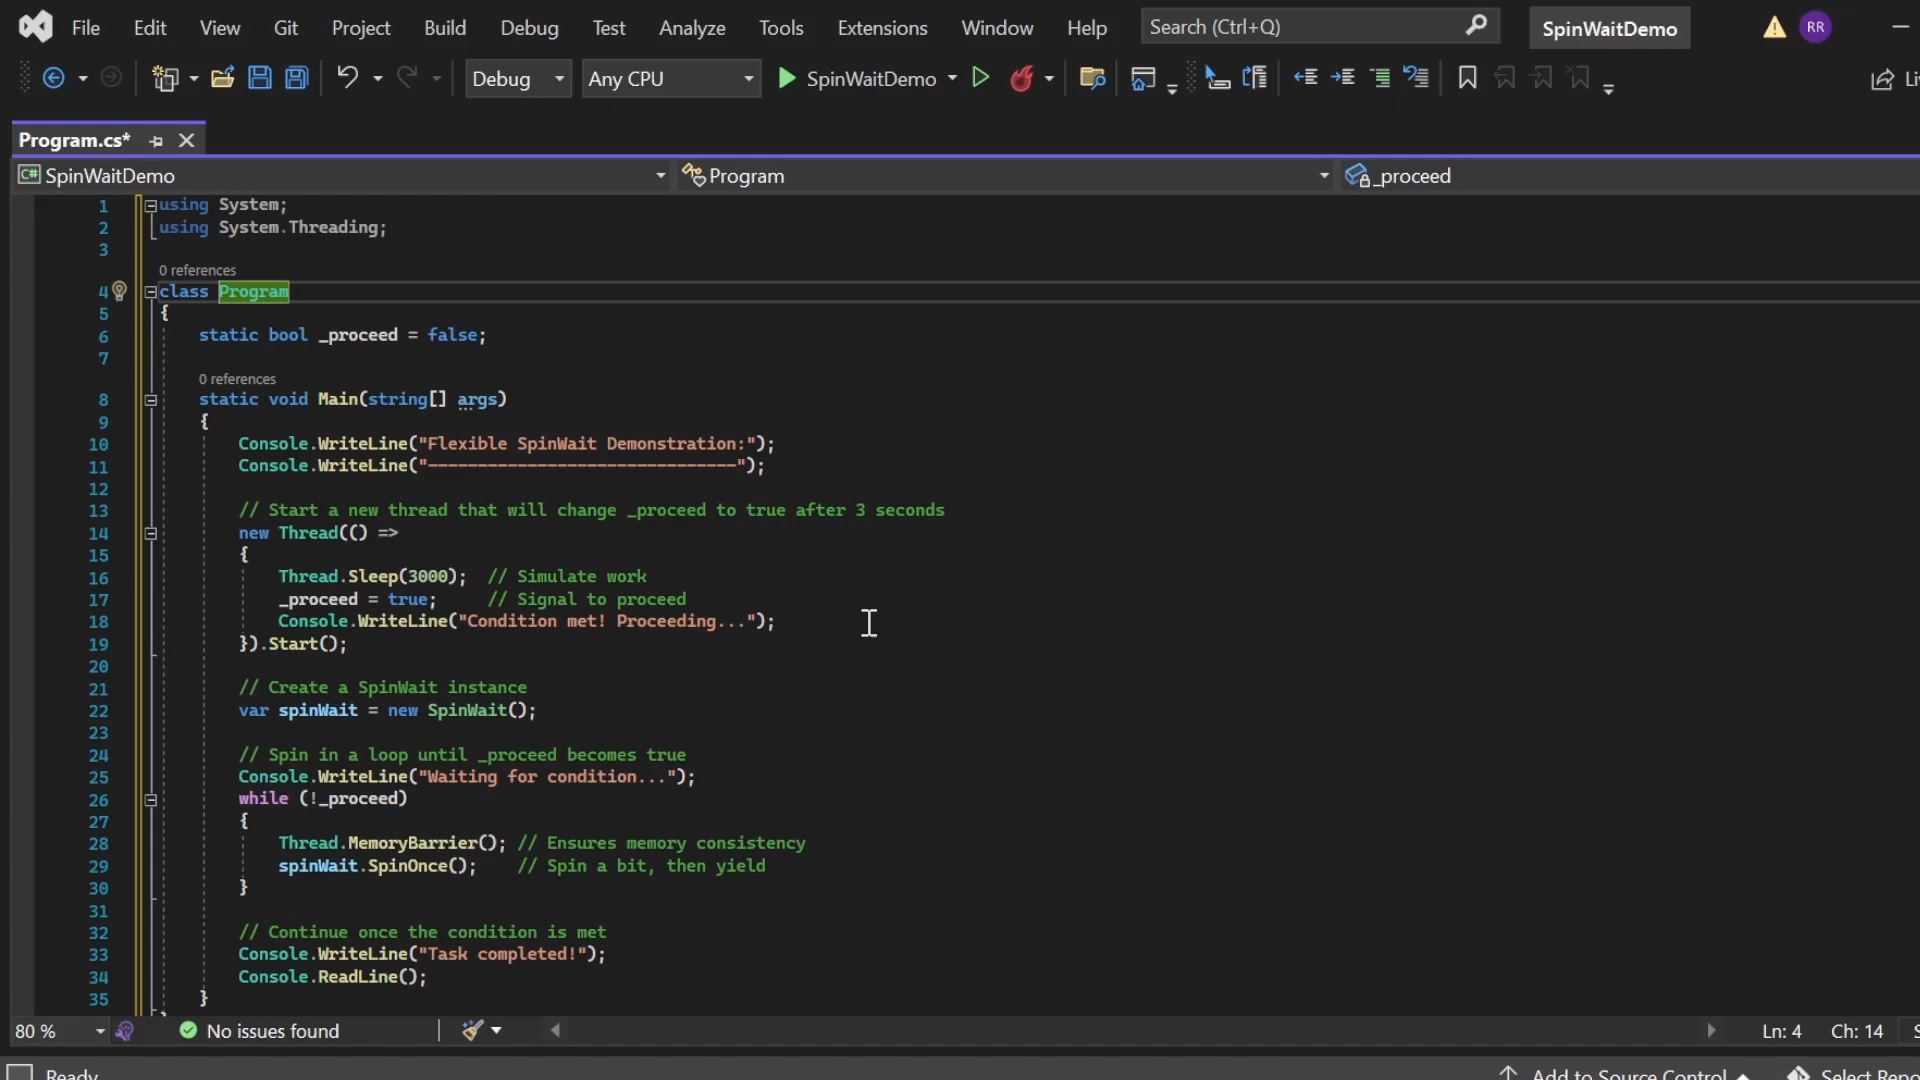 File Edit View Git Project Build Debug Test Analyze Tools Extensions Window Help Search (Ctrl+Q) SpinWaitDemo RR
Debug Any CPU SpinWaitDemo
Program.cs*
C# SpinWaitDemo Program _proceed
1 using System;
2 using System.Threading;
3
0 references
4 class Program
5 {
6 static bool _proceed = false;
7
0 references
8 static void Main(string[] args)
9 {
10 Console.WriteLine("Flexible SpinWait Demonstration:");
11 Console.WriteLine("-------------------------------");
12
13 // Start a new thread that will change _proceed to true after 3 seconds
14 new Thread(() =>
15 {
16 Thread.Sleep(3000); // Simulate work
17 _proceed = true; // Signal to proceed
18 Console.WriteLine("Condition met! Proceeding...");
19 }).Start();
20
21 // Create a SpinWait instance
22 var spinWait = new SpinWait();
23
24 // Spin in a loop until _proceed becomes true
25 Console.WriteLine("Waiting for condition...");
26 while (!_proceed)
27 {
28 Thread.MemoryBarrier(); // Ensures memory consistency
29 spinWait.SpinOnce(); // Spin a bit, then yield
30 }
31
32 // Continue once the condition is met
33 Console.WriteLine("Task completed!");
34 Console.ReadLine();
35 }
80 % No issues found Ln: 4 Ch: 14
Ready Add to Source Control Select Repo